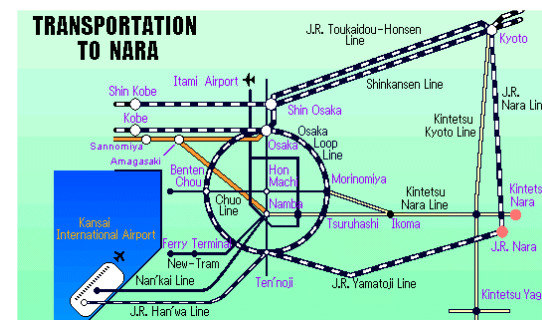 TRANSPORTATION
TO NARA
J.R. Toukaidou-Honsen
Line
Kyoto
Itami Airport
Shinkansen Line
Shin Kobe
Shin Osaka
J.R.
Nara Line
Kobe
Kintetsu
Kyoto Line
Sannomiya
Osaka
Osaka
Loop
Line
Amagasaki
Benten
Chou
Hon
Mach
Morinomiya
Chuo
Line
Namba
Kintetsu
Nara Line
Kintets
Nara
Tsuruhashi
Ikoma
Kansai
International Airport
Ferry Terminal
New-Tram
J.R. Nara
Nan'kai Line
Ten'noji
J.R. Yamatoji Line
Kintetsu Yag
J.R. Han'wa Line